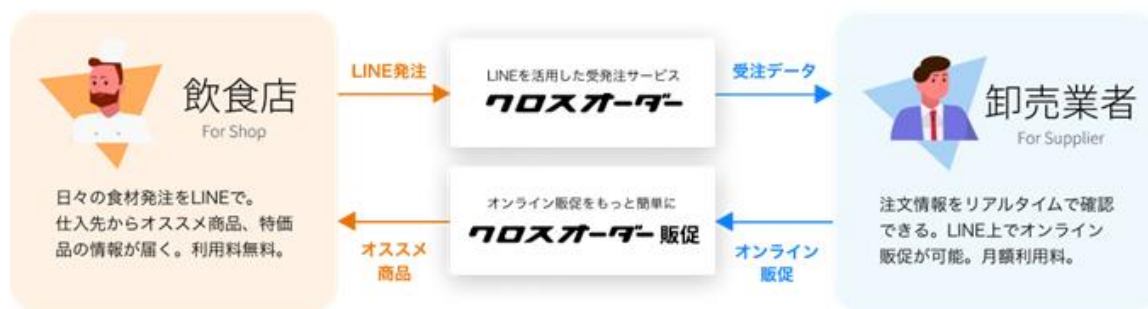 飲食店
For Shop
日々の食材発注をLINEで。
仕入先からオススメ商品、特価
品の情報が届く。利用料無料。
LINE発注
LINEを活用した受発注サービス
クロスオーダー
受注データ
オススメ
商品
オンライン販促をもっと簡単に
クロスオーダー 販促
オンライン
販促
卸売業者
For Supplier
注文情報をリアルタイムで確認
できる。LINE上でオンライン
販促が可能。月額利用料。